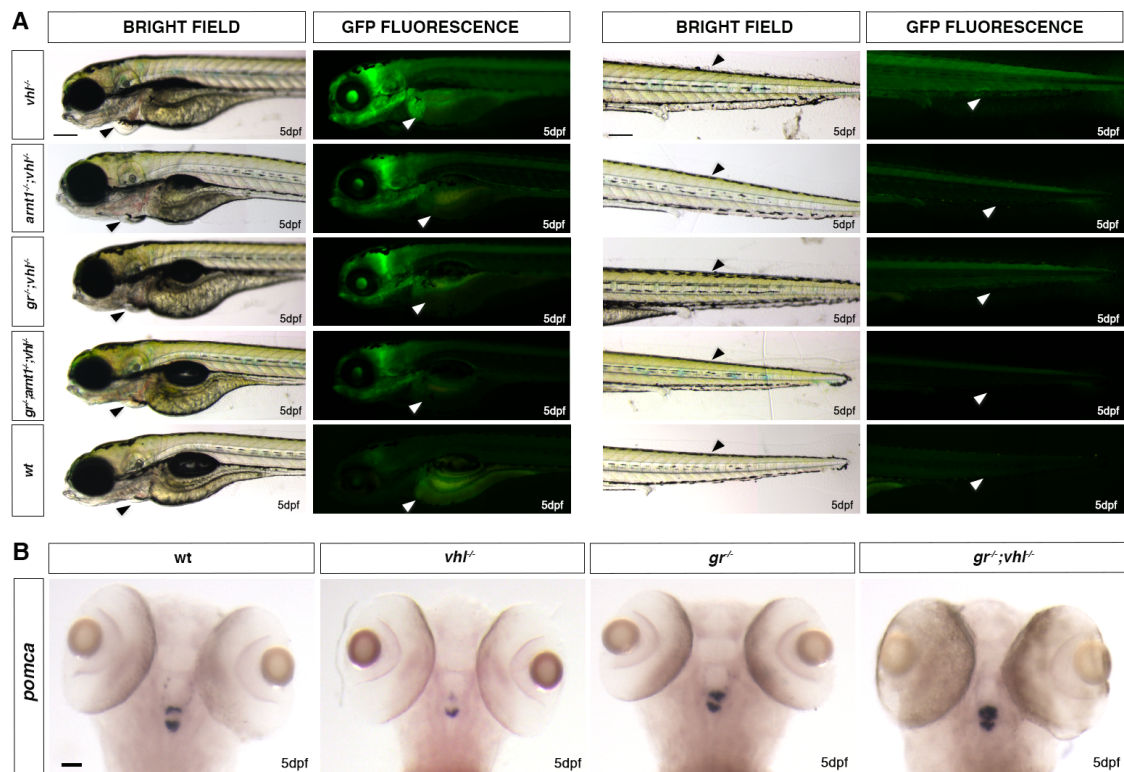 A
BRIGHT FIELD GFP FLUORESCENCE BRIGHT FIELD GFP FLUORESCENCE
vhl-/-
5dpf 5dpf 5dpf 5dpf
arnt1-/-;vhl-/-
5dpf 5dpf 5dpf 5dpf
gr-/-;vhl-/-
5dpf 5dpf 5dpf 5dpf
gr-/-;arnt1-/-;vhl-/-
5dpf 5dpf 5dpf 5dpf
wt
5dpf 5dpf 5dpf 5dpf
B
wt vhl-/- gr-/- gr-/-;vhl-/-
pomca
5dpf 5dpf 5dpf 5dpf